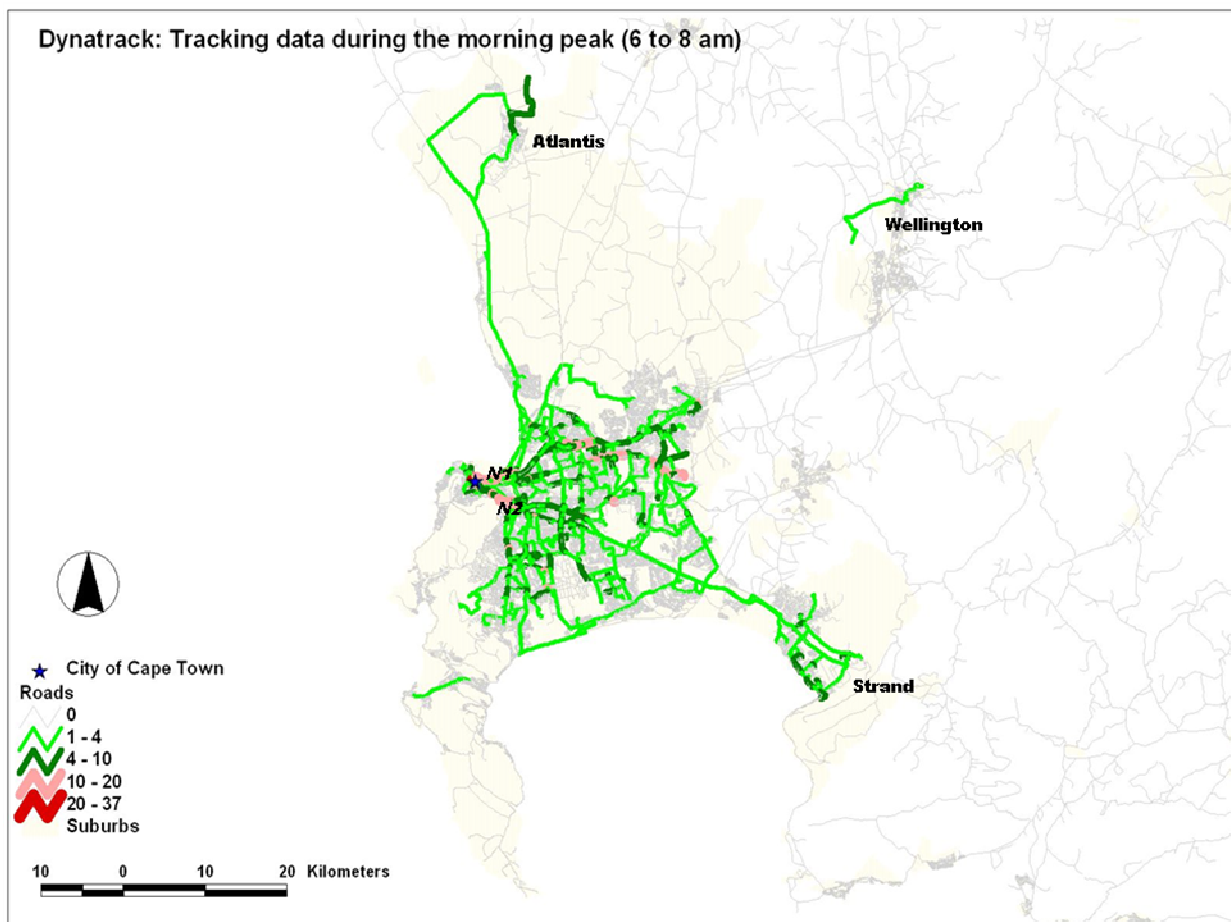 Dynatrack: Tracking data during the morning peak (6 to 8 am)
Atlantis
Wellington
N1
N2
Strand
City of Cape Town
Roads
0
1 - 4
4 - 10
10 - 20
20 - 37
Suburbs
10 0 10 20 Kilometers